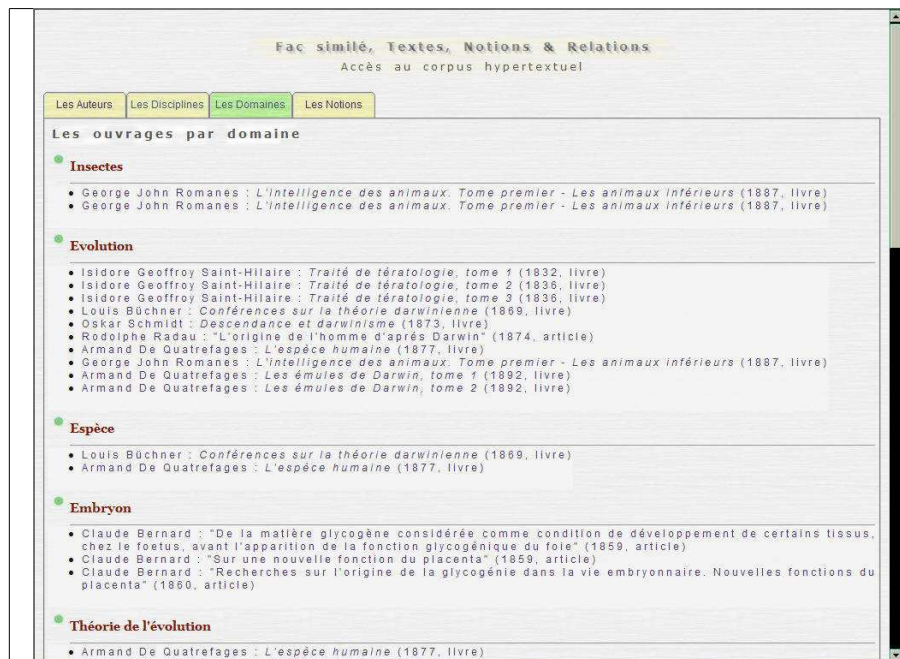 Fac similé, Textes, Notions & Relations
Accès au corpus hypertextuel
Les Auteurs Les Disciplines Les Domaines Les Notions
Les ouvrages par domaine
Insectes
George John Romanes : L'intelligence des animaux. Tome premier - Les animaux inférieurs (1887, livre)
George John Romanes : L'intelligence des animaux. Tome premier - Les animaux inférieurs (1887, livre)
Evolution
Isidore Geoffroy Saint-Hilaire : Traité de tératologie, tome 1 (1832, livre)
Isidore Geoffroy Saint-Hilaire : Traité de tératologie, tome 2 (1836, livre)
Isidore Geoffroy Saint-Hilaire : Traité de tératologie, tome 3 (1836, livre)
Louis Büchner : Conférences sur la théorie darwinienne (1869, livre)
Oskar Schmidt : Descendance et darwinisme (1873, livre)
Rodolphe Radau : "L'origine de l'homme d'aprés Darwin" (1874, article)
Armand De Quatrefages : L'espèce humaine (1877, livre)
George John Romanes : L'intelligence des animaux. Tome premier - Les animaux inférieurs (1887, livre)
Armand De Quatrefages : Les émules de Darwin, tome 1 (1892, livre)
Armand De Quatrefages : Les émules de Darwin, tome 2 (1892, livre)
Espèce
Louis Büchner : Conférences sur la théorie darwinienne (1869, livre)
Armand De Quatrefages : L'espèce humaine (1877, livre)
Embryon
Claude Bernard : "De la matière glycogène considérée comme condition de développement de certains tissus,
chez le foetus, avant l'apparition de la fonction glycogénique du foie" (1859, article)
Claude Bernard : "Sur une nouvelle fonction du placenta" (1859, article)
Claude Bernard : "Recherches sur l'origine de la glycogénie dans la vie embryonnaire. Nouvelles fonctions du
placenta" (1860, article)
Théorie de l'évolution
Armand De Quatrefages : L'espèce humaine (1877, livre)